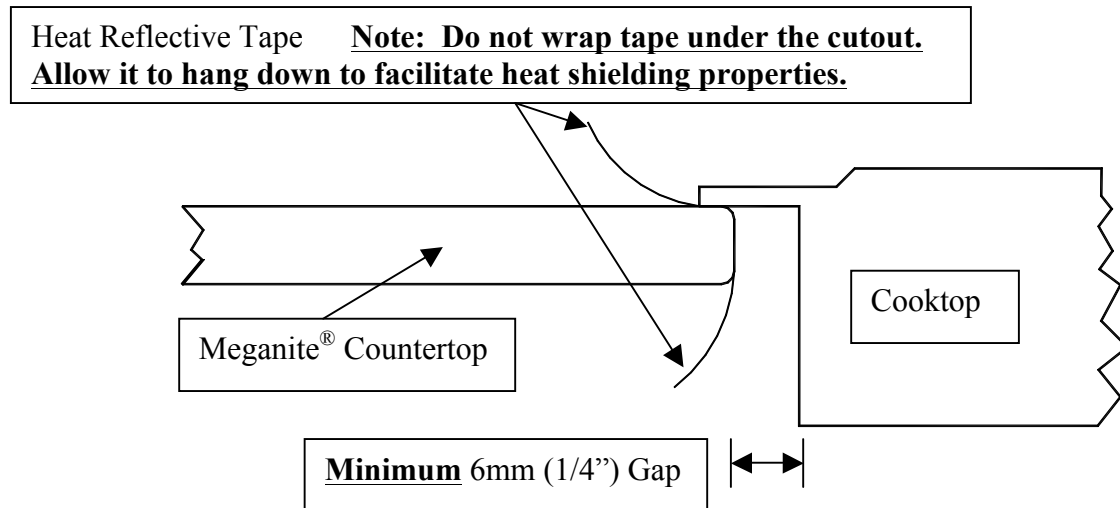 Heat Reflective Tape Note: Do not wrap tape under the cutout.
Allow it to hang down to facilitate heat shielding properties.
Meganite® Countertop
Cooktop
Minimum 6mm (1/4”) Gap